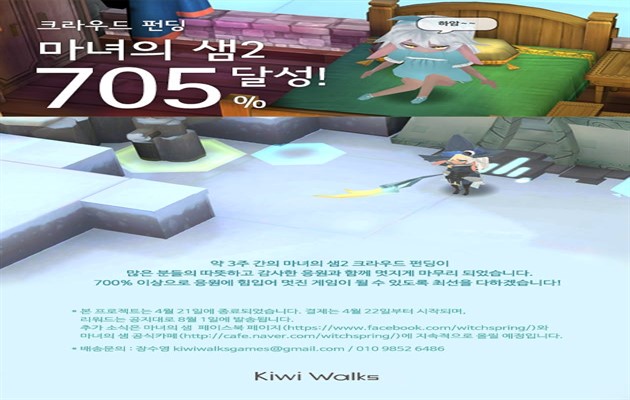 크라우드 펀딩
마녀의 샘2
705% 달성!
하암~~
약 3주 간의 마녀의 샘2 크라우드 펀딩이
많은 분들의 따뜻하고 감사한 응원과 함께 멋지게 마무리 되었습니다.
700% 이상으로 응원에 힘입어 멋진 게임이 될 수 있도록 최선을 다하겠습니다!
* 본 프로젝트는 4월 21일에 종료되었습니다. 결제는 4월 22일부터 시작되며,
리워드는 공지대로 8월 1일에 발송됩니다.
추가 소식은 마녀의 샘 페이스북 페이지(https://www.facebook.com/witchspring/)와
마녀의 샘 공식카페(http://cafe.naver.com/witchspring/)에 지속적으로 올릴 예정입니다.
* 배송문의 : 장수영 kiwiwalksgames@gmail.com / 010 9852 6486
Kiwi Walks